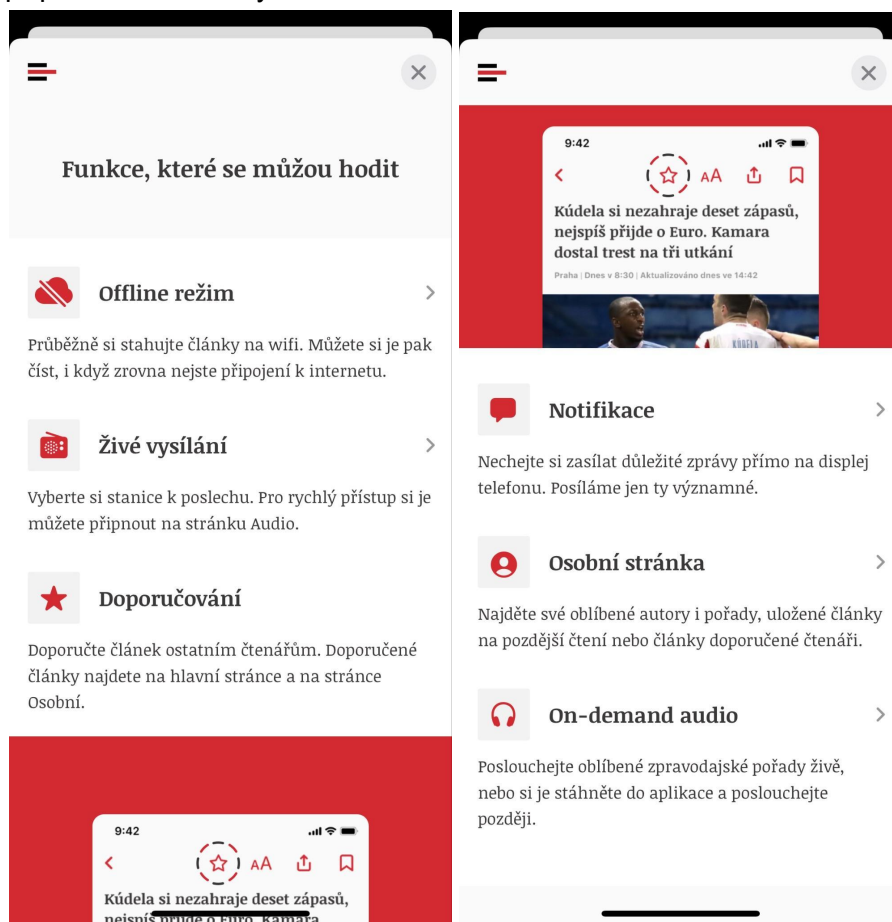 Funkce, které se můžou hodit
Offline režim
Průběžně si stahujte články na wifi. Můžete si je pak
číst, i když zrovna nejste připojení k internetu.
Živé vysílání
Vyberte si stanice k poslechu. Pro rychlý přístup si je
můžete připnout na stránku Audio.
Doporučování
Doporučte článek ostatním čtenářům. Doporučené
články najdete na hlavní stránce a na stránce
Osobní.
9:42
AA
Kúdela si nezahraje deset zápasů,
nejspíš přijde o Euro. Kamara
9:42
AA
Kúdela si nezahraje deset zápasů,
nejspíš přijde o Euro. Kamara
dostal trest na tři utkání
Praha | Dnes v 8:30 | Aktualizováno dnes ve 14:42
KÚDELA
Notifikace
Nechejte si zasílat důležité zprávy přímo na displej
telefonu. Posíláme jen ty významné.
Osobní stránka
Najděte své oblíbené autory i pořady, uložené články
na pozdější čtení nebo články doporučené čtenáři.
On-demand audio
Poslouchejte oblíbené zpravodajské pořady živě,
nebo si je stáhněte do aplikace a poslouchejte
později.